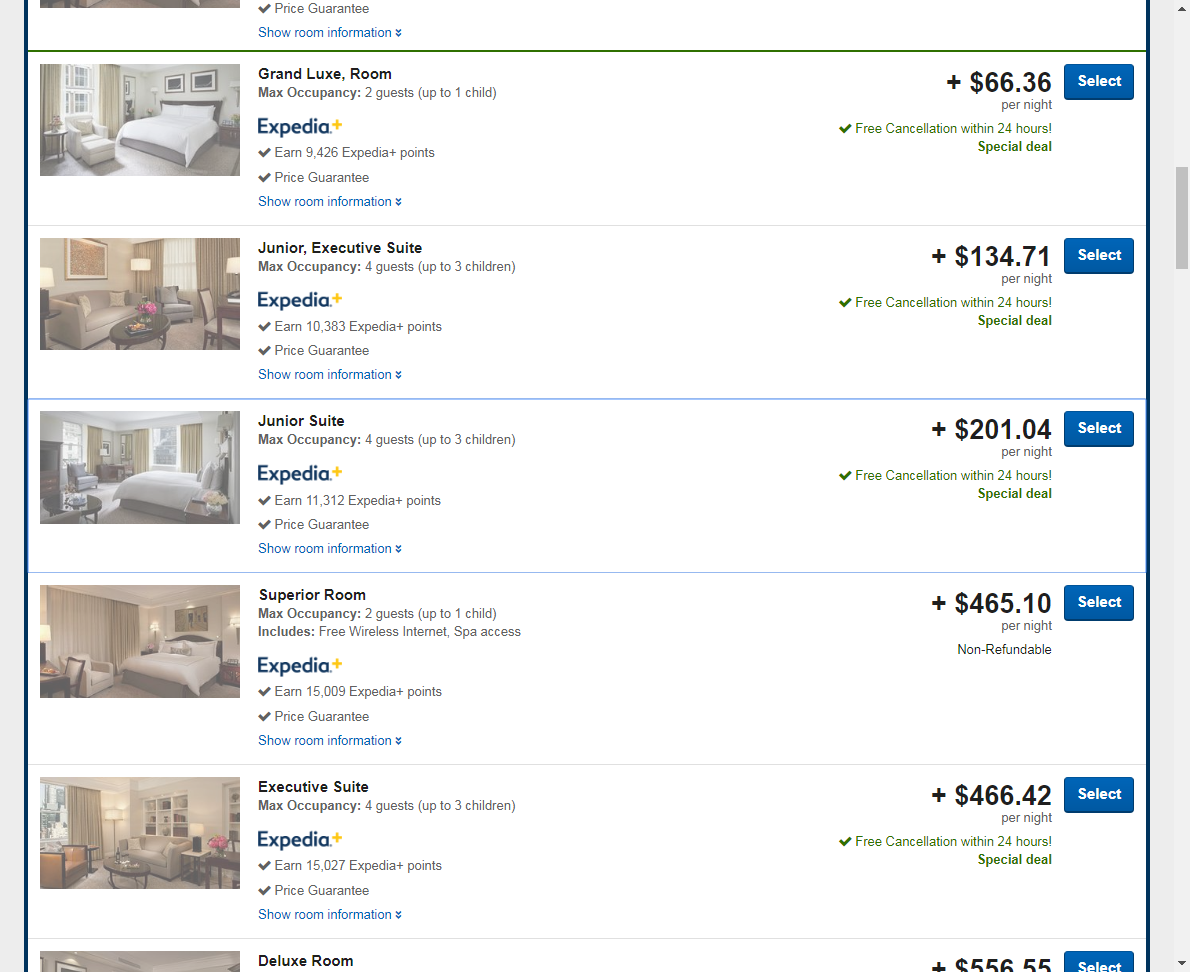 ✔ Price Guarantee
Show room information
Grand Luxe, Room
Max Occupancy: 2 guests (up to 1 child)
Expedia+
✔ Earn 9,426 Expedia+ points
✔ Price Guarantee
Show room information
+ $66.36
per night
✔ Free Cancellation within 24 hours!
Special deal
Select
Junior, Executive Suite
Max Occupancy: 4 guests (up to 3 children)
Expedia+
✔ Earn 10,383 Expedia+ points
✔ Price Guarantee
Show room information
+ $134.71
per night
✔ Free Cancellation within 24 hours!
Special deal
Select
Junior Suite
Max Occupancy: 4 guests (up to 3 children)
Expedia+
✔ Earn 11,312 Expedia+ points
✔ Price Guarantee
Show room information
+ $201.04
per night
✔ Free Cancellation within 24 hours!
Special deal
Select
Superior Room
Max Occupancy: 2 guests (up to 1 child)
Includes: Free Wireless Internet, Spa access
Expedia+
✔ Earn 15,009 Expedia+ points
✔ Price Guarantee
Show room information
+ $465.10
per night
Non-Refundable
Select
Executive Suite
Max Occupancy: 4 guests (up to 3 children)
Expedia+
✔ Earn 15,027 Expedia+ points
✔ Price Guarantee
Show room information
+ $466.42
per night
✔ Free Cancellation within 24 hours!
Special deal
Select
Deluxe Room
+ $556.55
Select